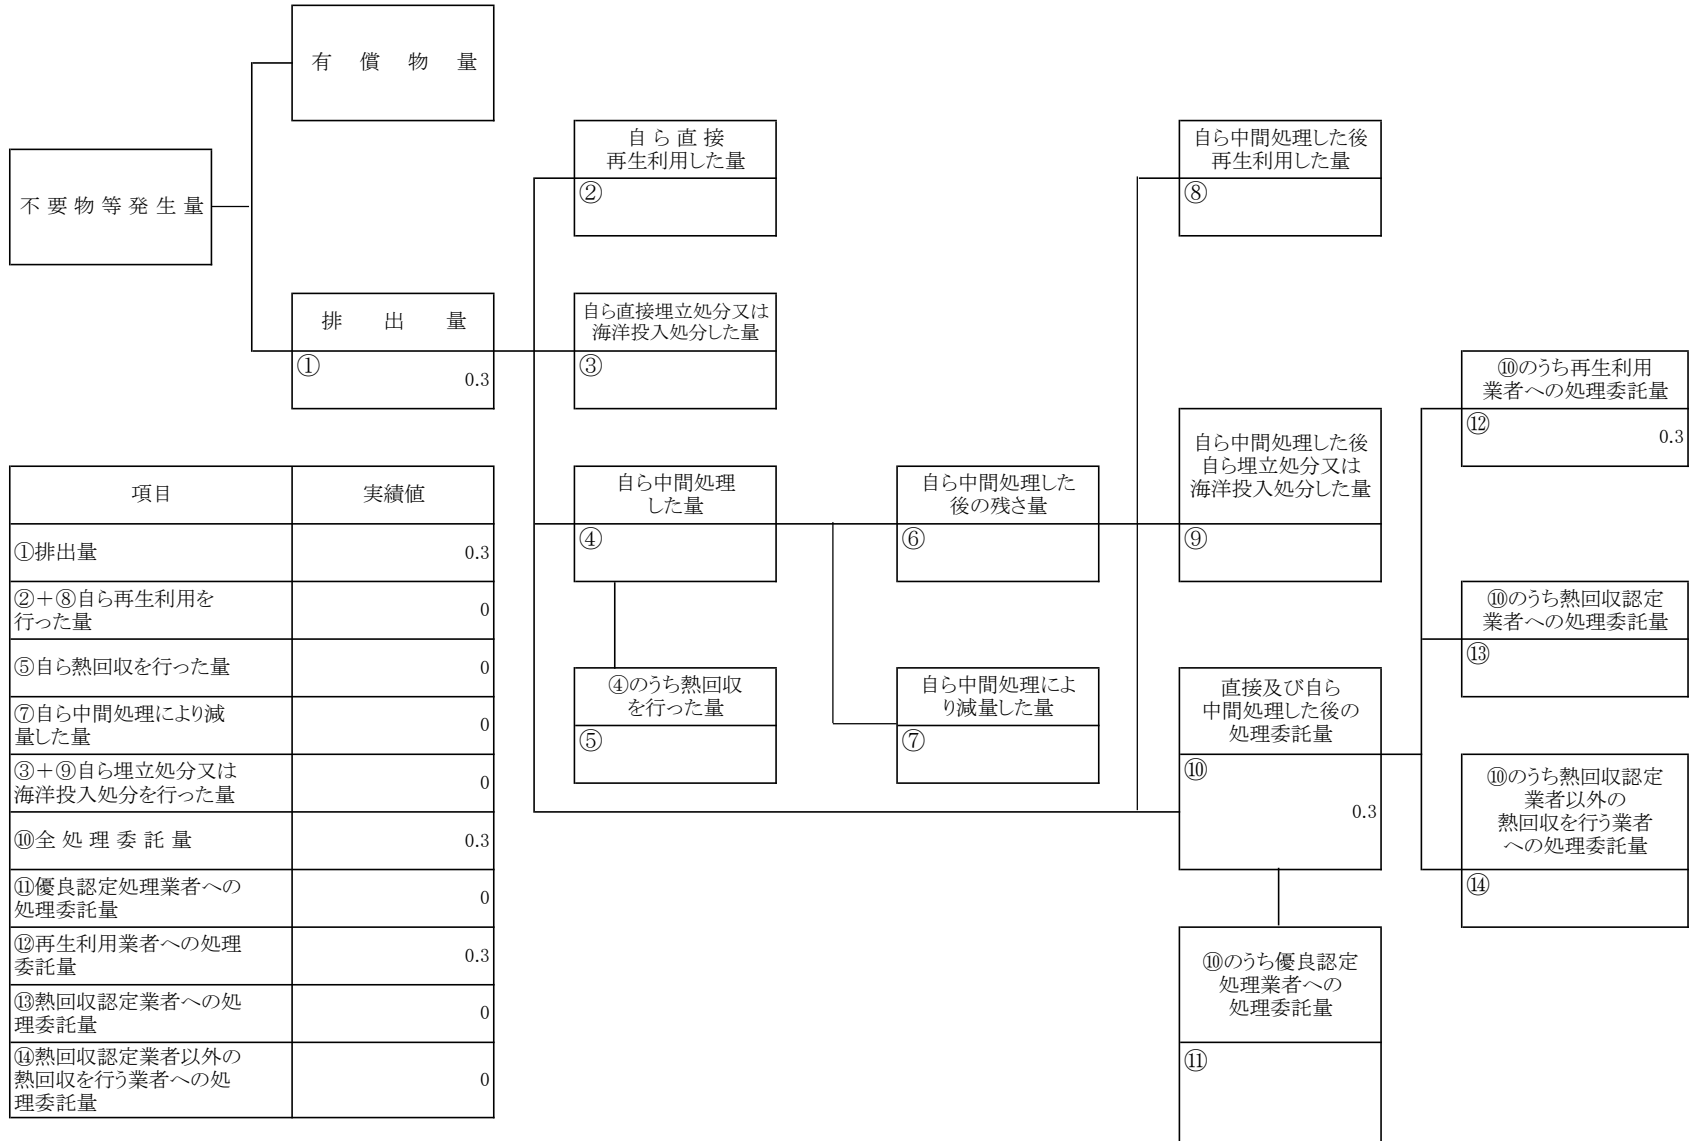 有償物量
不要物等発生量
排出量
①
0.3
自ら直接
再生利用した量
②
自ら直接埋立処分又は
海洋投入処分した量
③
自ら中間処理
した量
④
④のうち熱回収
を行った量
⑤
自ら中間処理した
後の残さ量
⑥
自ら中間処理によ
り減量した量
⑦
自ら中間処理した後
再生利用した量
⑧
自ら中間処理した後
自ら埋立処分又は
海洋投入処分した量
⑨
直接及び自ら
中間処理した後の
処理委託量
⑩
0.3
⑩のうち優良認定
処理業者への
処理委託量
⑪
⑩のうち再生利用
業者への処理委託量
⑫
0.3
⑩のうち熱回収認定
業者への処理委託量
⑬
⑩のうち熱回収認定
業者以外の
熱回収を行う業者
への処理委託量
⑭
項目 実績値
①排出量 0.3
②+⑧自ら再生利用を
行った量 0
⑤自ら熱回収を行った量 0
⑦自ら中間処理により減
量した量 0
③+⑨自ら埋立処分又は
海洋投入処分を行った量 0
⑩全処理委託量 0.3
⑪優良認定処理業者への
処理委託量 0
⑫再生利用業者への処理
委託量 0.3
⑬熱回収認定業者への処
理委託量 0
⑭熱回収認定業者以外の
熱回収を行う業者への処
理委託量 0